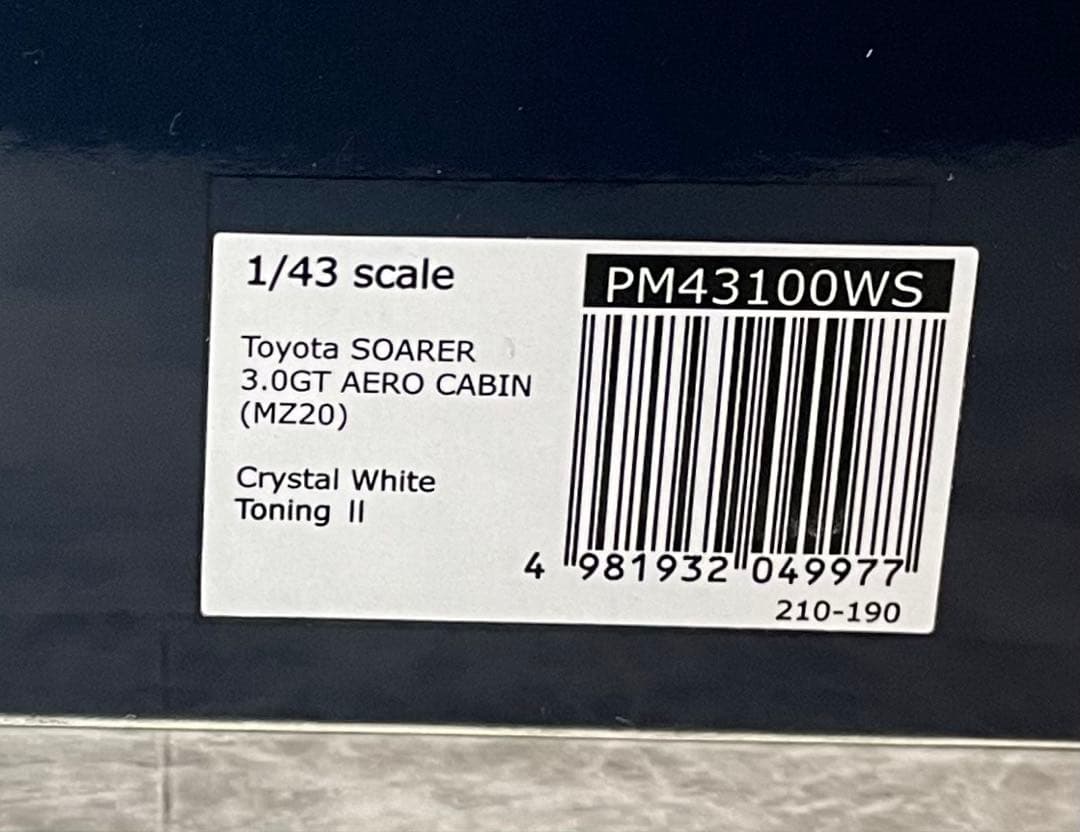 1/43 scale
PM43100WS
Toyota SOARER
3.0GT AERO CABIN
(MZ20)
Crystal White
Toning II
4 981932 049977
210-190